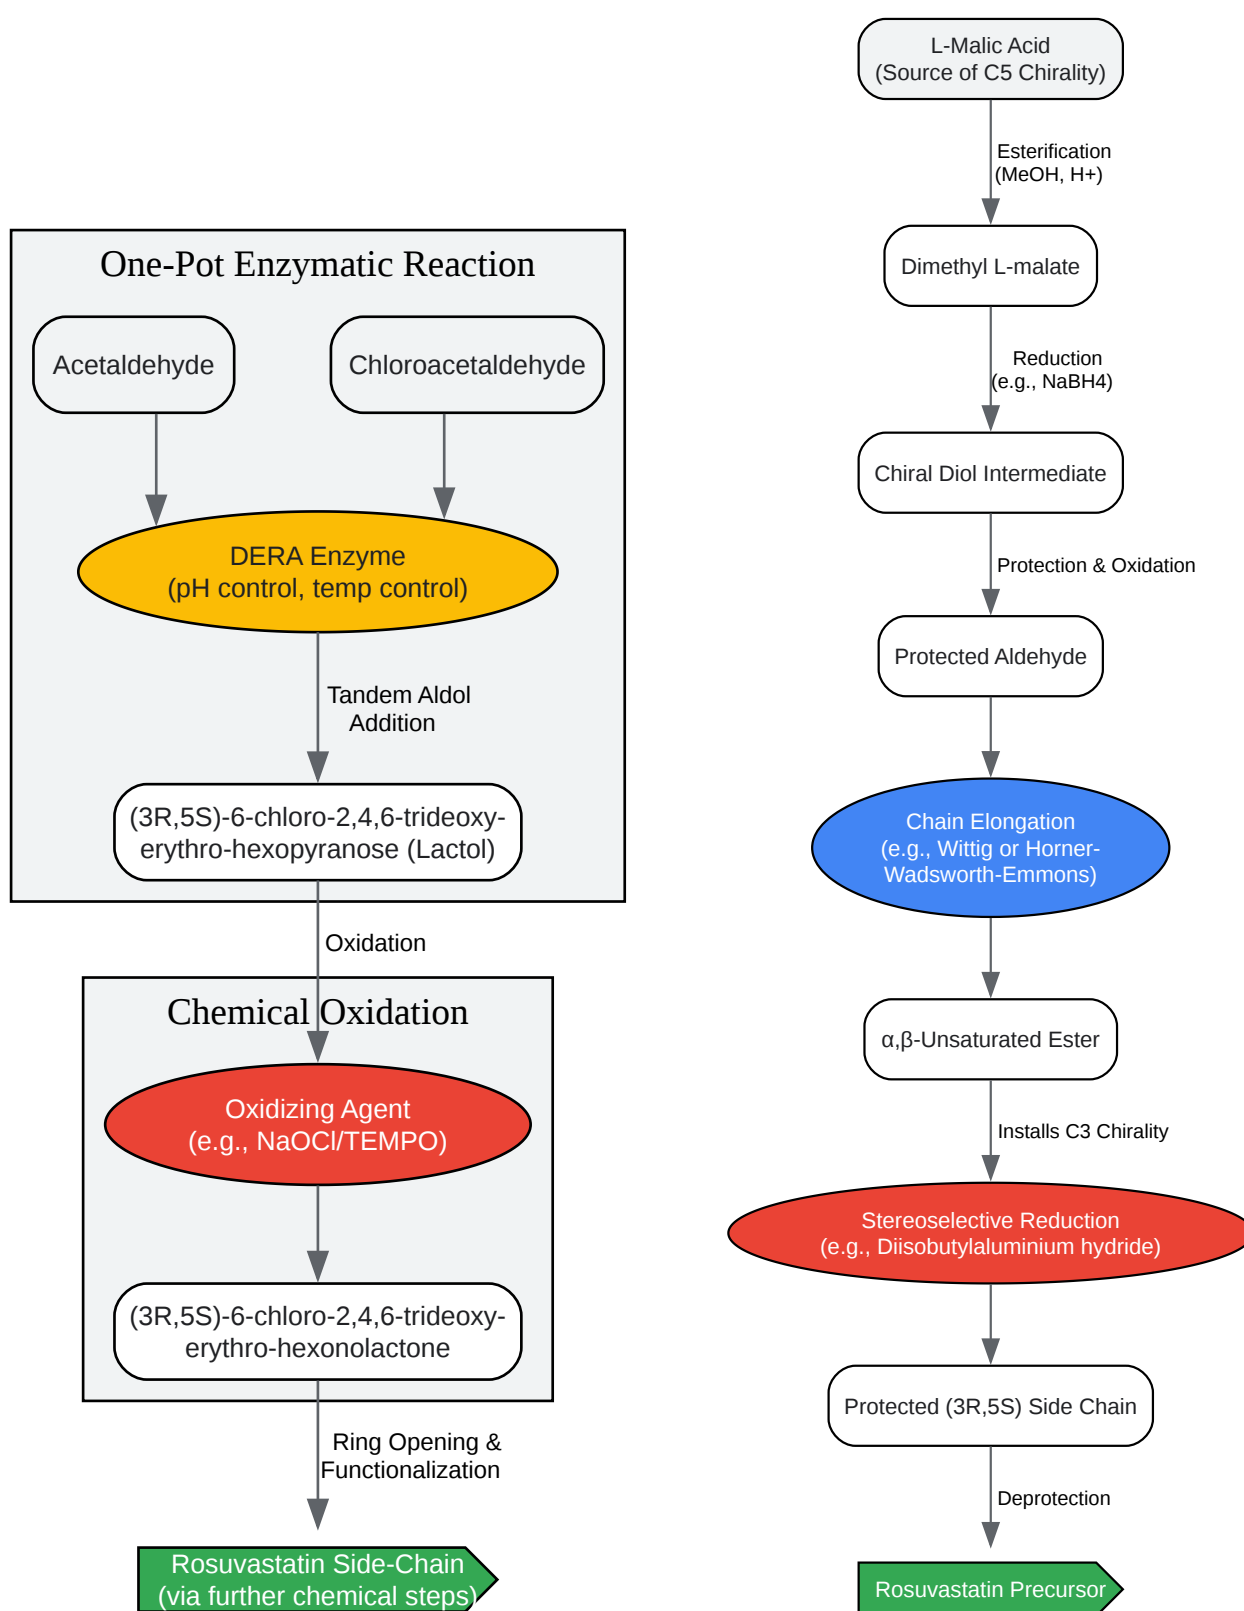 One-Pot Enzymatic Reaction
Acetaldehyde
Chloroacetaldehyde
DERA Enzyme
(pH control, temp control)
Tandem Aldol
Addition
(3R,5S)-6-chloro-2,4,6-trideoxy-
erythro-hexopyranose (Lactol)
Oxidation
Chemical Oxidation
Oxidizing Agent
(e.g., NaOCl/TEMPO)
(3R,5S)-6-chloro-2,4,6-trideoxy-
erythro-hexonolactone
Ring Opening &
Functionalization
Rosuvastatin Side-Chain
(via further chemical steps)
L-Malic Acid
(Source of C5 Chirality)
Esterification
(MeOH, H+)
Dimethyl L-malate
Reduction
(e.g., NaBH4)
Chiral Diol Intermediate
Protection & Oxidation
Protected Aldehyde
Chain Elongation
(e.g., Wittig or Horner-
Wadsworth-Emmons)
α,β-Unsaturated Ester
Installs C3 Chirality
Stereoselective Reduction
(e.g., Diisobutylaluminium hydride)
Protected (3R,5S) Side Chain
Deprotection
Rosuvastatin Precursor